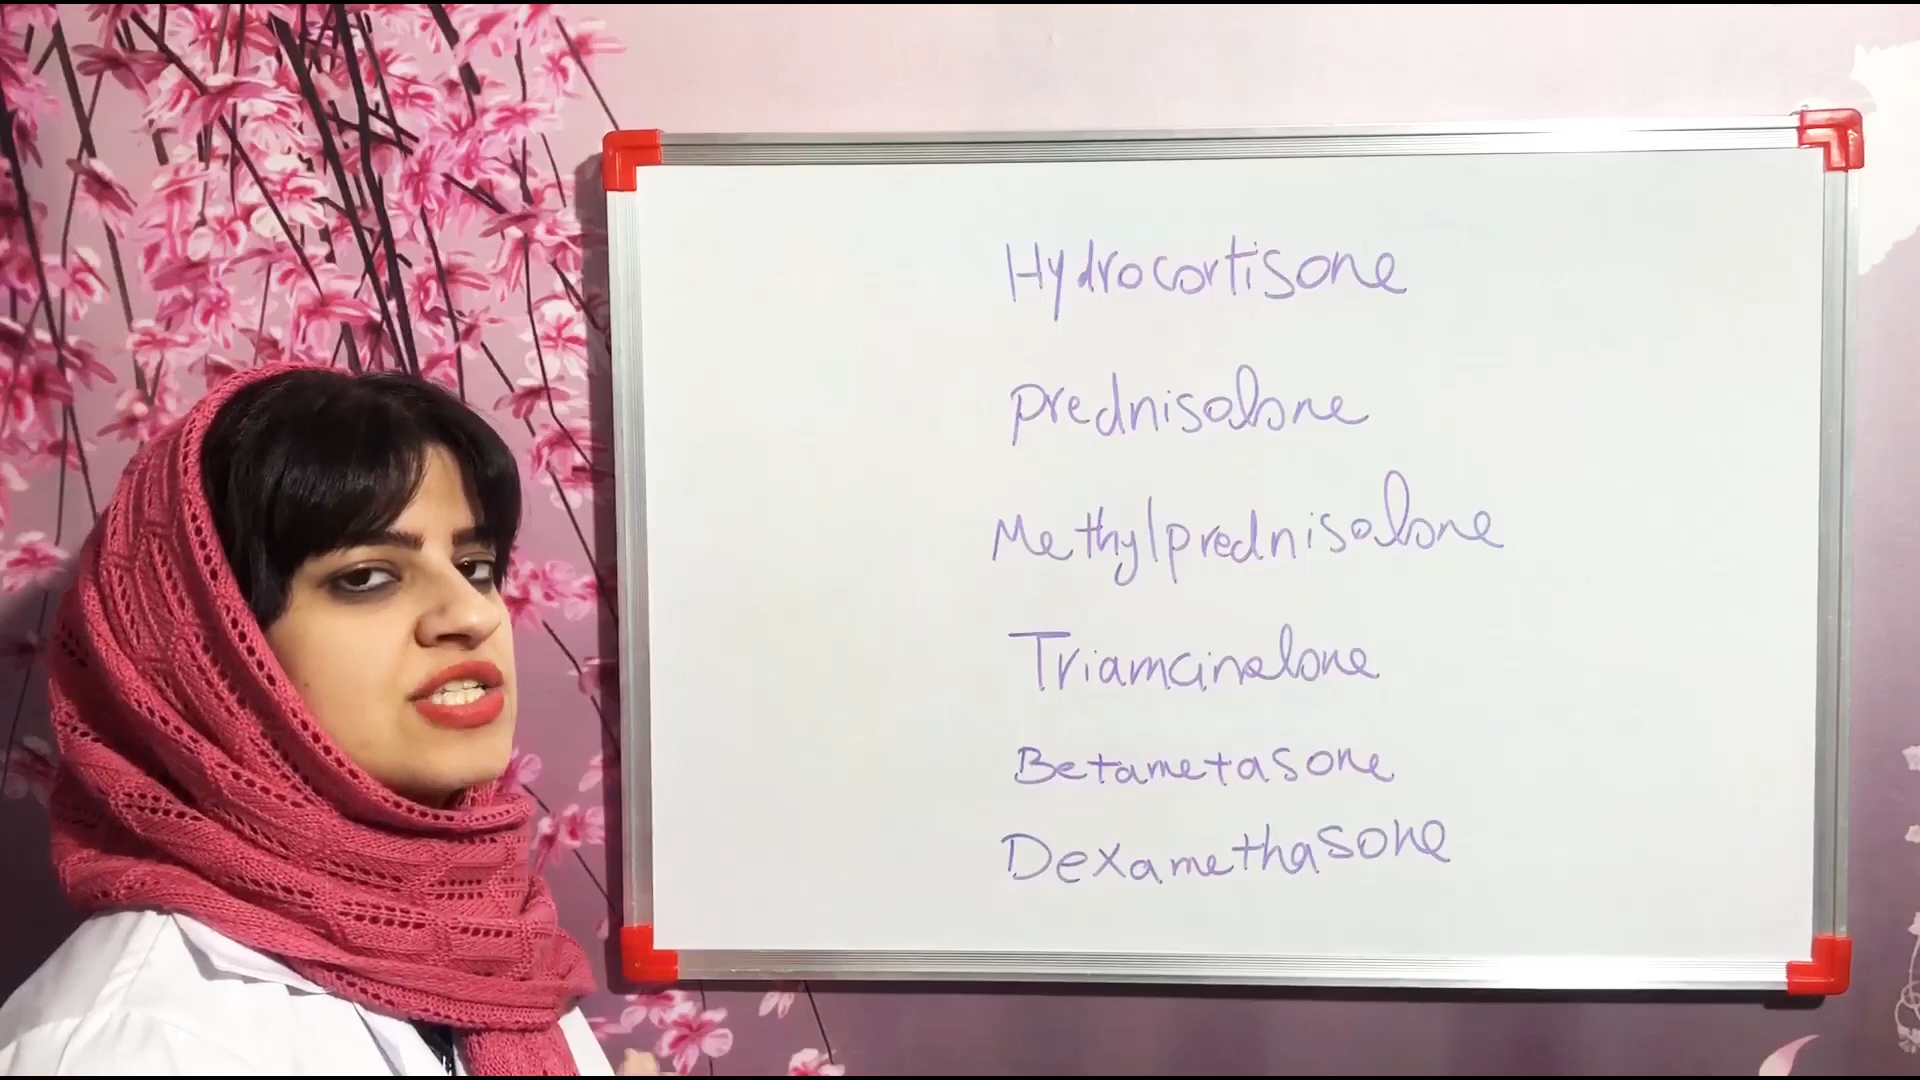 Hydrocortisone
prednisolone
Methylprednisolone
Triamcinolone
Betametasone
Dexamethasone